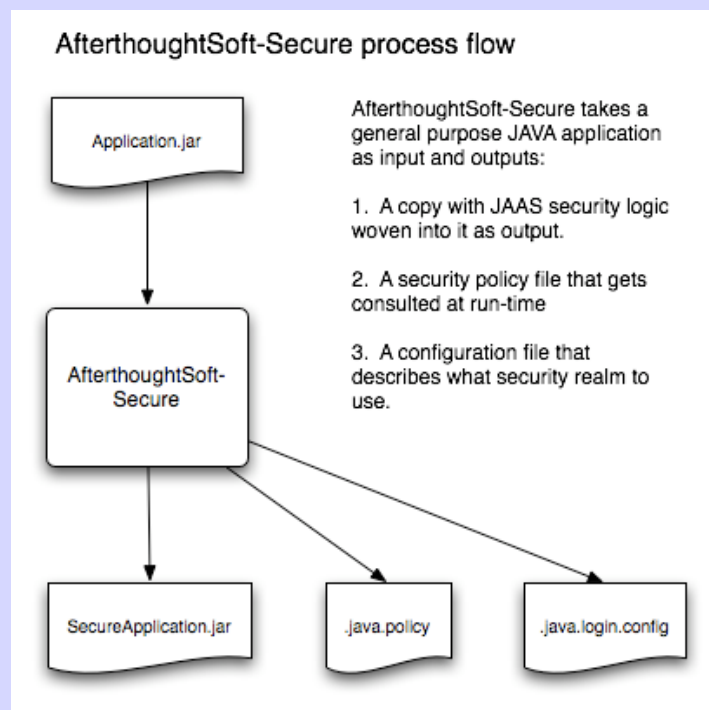 AfterthoughtSoft-Secure process flow
Application.jar
AfterthoughtSoft-Secure takes a
general purpose JAVA application
as input and outputs:
1. A copy with JAAS security logic
woven into it as output.
2. A security policy file that gets
consulted at run-time
3. A configuration file that
describes what security realm to
use.
AfterthoughtSoft-
Secure
SecureApplication.jar
.java.policy
.java.login.config